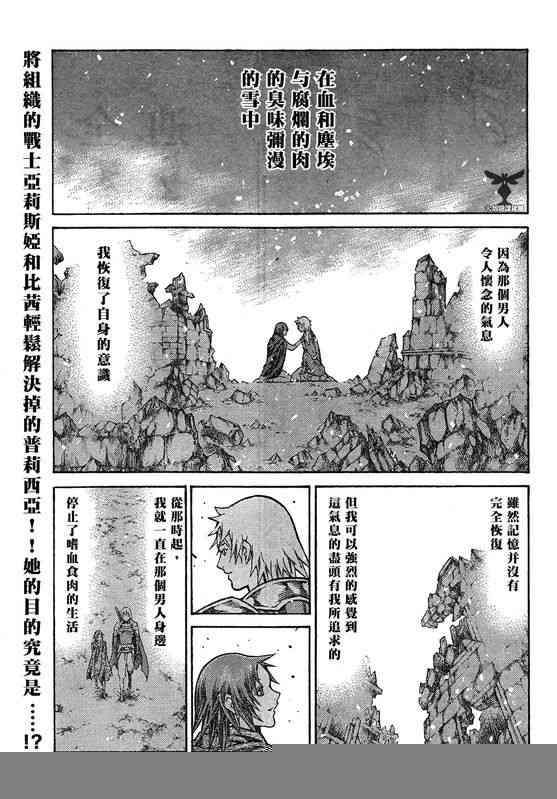 將組織的戰士亞莉斯婭和比茜輕鬆解決掉的普莉西亞！！她的目的究竟是……!?
在血和塵埃
与腐爛的肉
的臭味彌漫
的雪中
因為那個男人
令人懷念的氣息
我恢復了自身的意識
雖然記憶并沒有
完全恢復
但我可以強烈的感覺到
這氣息的盡頭有我所追求的
從那時起，
我就一直在那個男人身邊
停止了嗜血食肉的生活